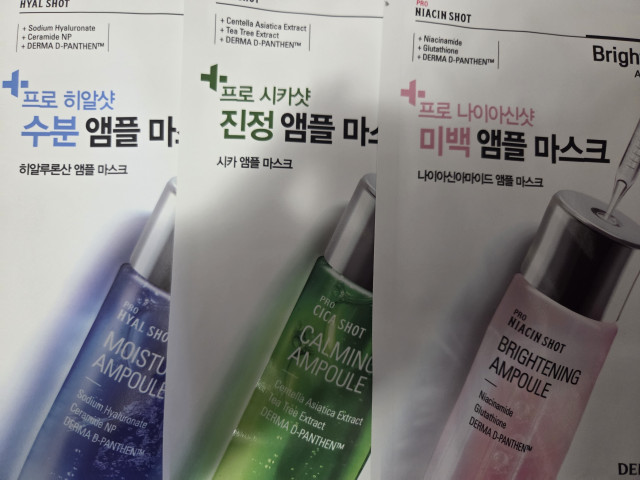 HYAL SHOT
+ Sodium Hyaluronate
+ Ceramide NP
+ DERMA D-PANTHEN™
프로 히알샷
수분 앰플
히알루론산 앰플 마스크
PRO
HYAL SHOT
AMPOULE
Sodium Hyaluronate
Ceramide NP
DERMA D-PANTHEN™
PRO
CICA SHOT
+ Centella Asiatica Extract
+ Tea Tree Extract
+ DERMA D-PANTHEN™
프로 시카샷
진정 앰플
시카 앰플 마스크
PRO
CICA SHOT
CALMING
AMPOULE
Centella Asiatica Extract
Tea Tree Extract
DERMA D-PANTHEN™
PRO
NIACIN SHOT
+ Niacinamide
+ Glutathione
+ DERMA D-PANTHEN™
Brigh
프로 나이아신샷
미백 앰플 마스크
나이아신아마이드 앰플 마스크
PRO
NIACIN SHOT
BRIGHTENING
AMPOULE
Niacinamide
Glutathione
DERMA D-PANTHEN™